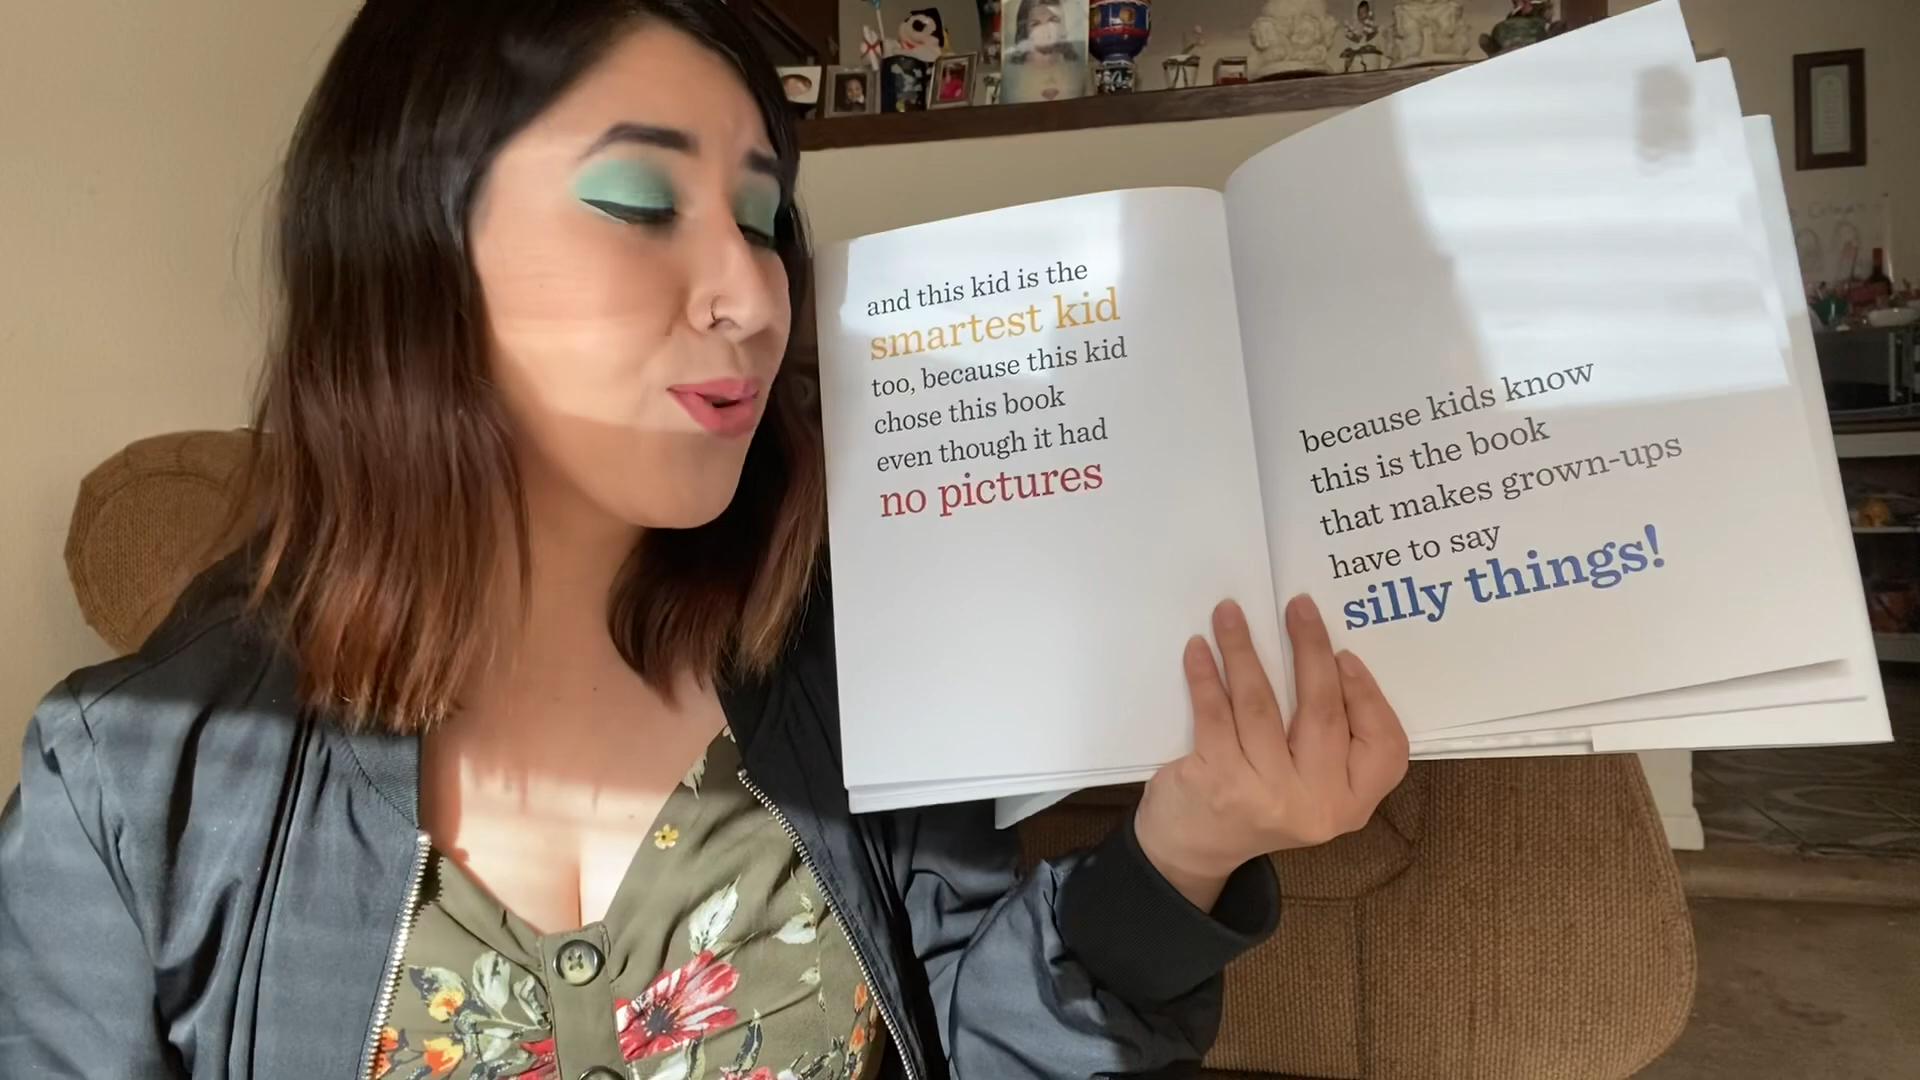 and this kid is the
smartest kid
too, because this kid
chose this book
even though it had
no pictures
because kids know
this is the book
that makes grown-ups
have to say
silly things!